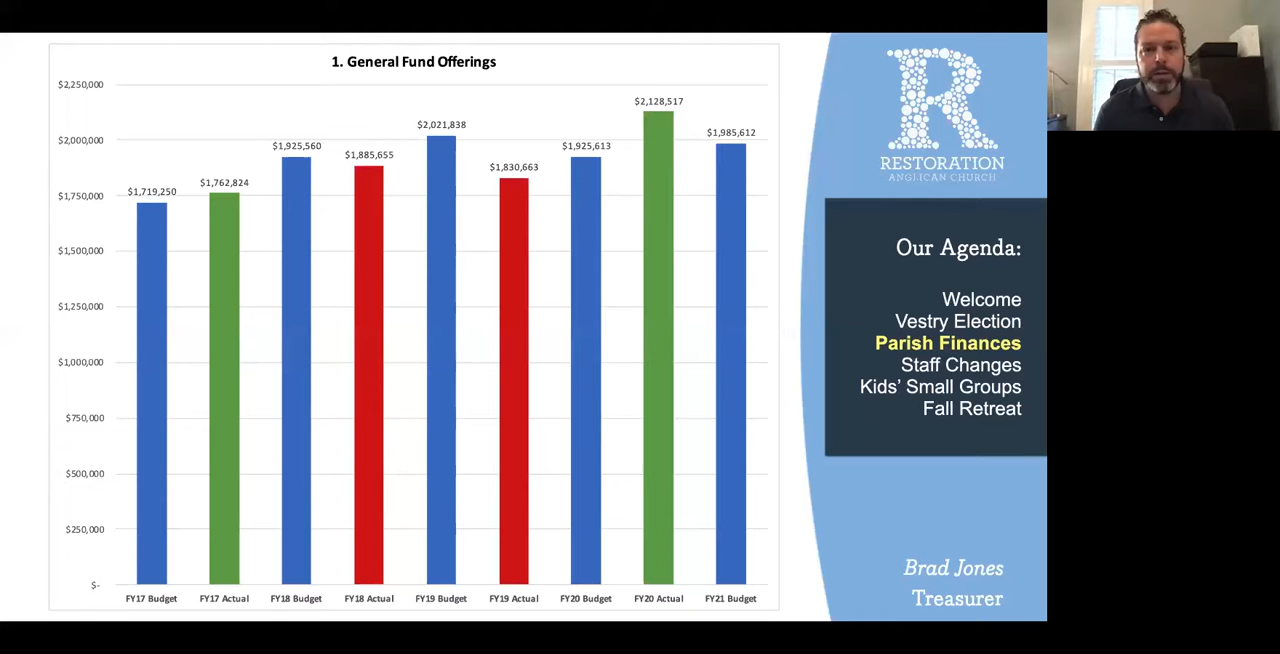 1. General Fund Offerings
$2,250,000
$2,000,000
$1,750,000
$1,500,000
$1,250,000
$1,000,000
$750,000
$500,000
$250,000
$-
$1,719,250
$1,762,824
$1,925,560
$1,885,655
$2,021,838
$1,830,663
$1,925,613
$2,128,517
$1,985,612
FY17 Budget
FY17 Actual
FY18 Budget
FY18 Actual
FY19 Budget
FY19 Actual
FY20 Budget
FY20 Actual
FY21 Budget
R
RESTORATION
ANGLICAN CHURCH
Our Agenda:
Welcome
Vestry Election
Parish Finances
Staff Changes
Kids’ Small Groups
Fall Retreat
Brad Jones
Treasurer